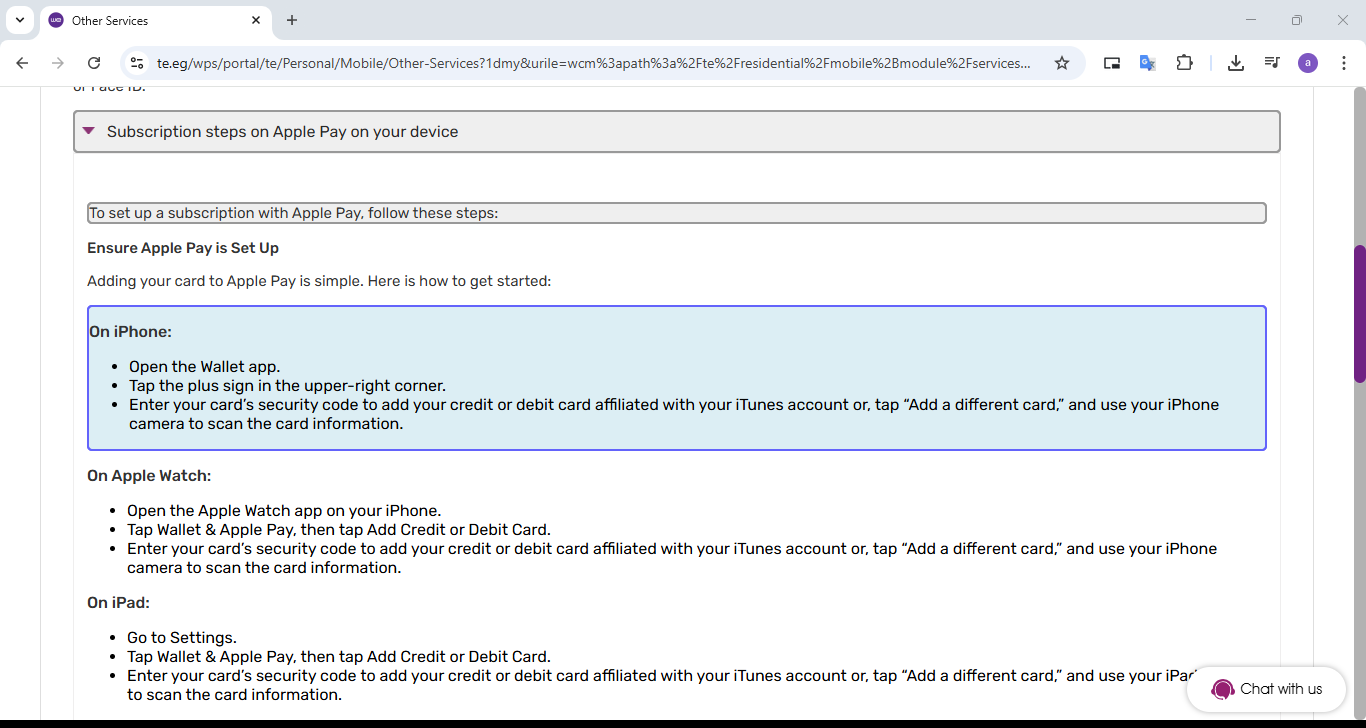 Other Services
te.eg/wps/portal/te/Personal/Mobile/Other-Services?1dmy&urile=wcm%3apath%3a%2Fte%2Fresidential%2Fmobile%2Bmodule%2Fservices...
a
or Face ID.
Subscription steps on Apple Pay on your device
To set up a subscription with Apple Pay, follow these steps:
Ensure Apple Pay is Set Up
Adding your card to Apple Pay is simple. Here is how to get started:
On iPhone:
• Open the Wallet app.
• Tap the plus sign in the upper-right corner.
• Enter your card’s security code to add your credit or debit card affiliated with your iTunes account or, tap “Add a different card,” and use your iPhone
camera to scan the card information.
On Apple Watch:
• Open the Apple Watch app on your iPhone.
• Tap Wallet & Apple Pay, then tap Add Credit or Debit Card.
• Enter your card’s security code to add your credit or debit card affiliated with your iTunes account or, tap “Add a different card,” and use your iPhone
camera to scan the card information.
On iPad:
• Go to Settings.
• Tap Wallet & Apple Pay, then tap Add Credit or Debit Card.
• Enter your card’s security code to add your credit or debit card affiliated with your iTunes account or, tap “Add a different card,” and use your iPad
to scan the card information.
Chat with us